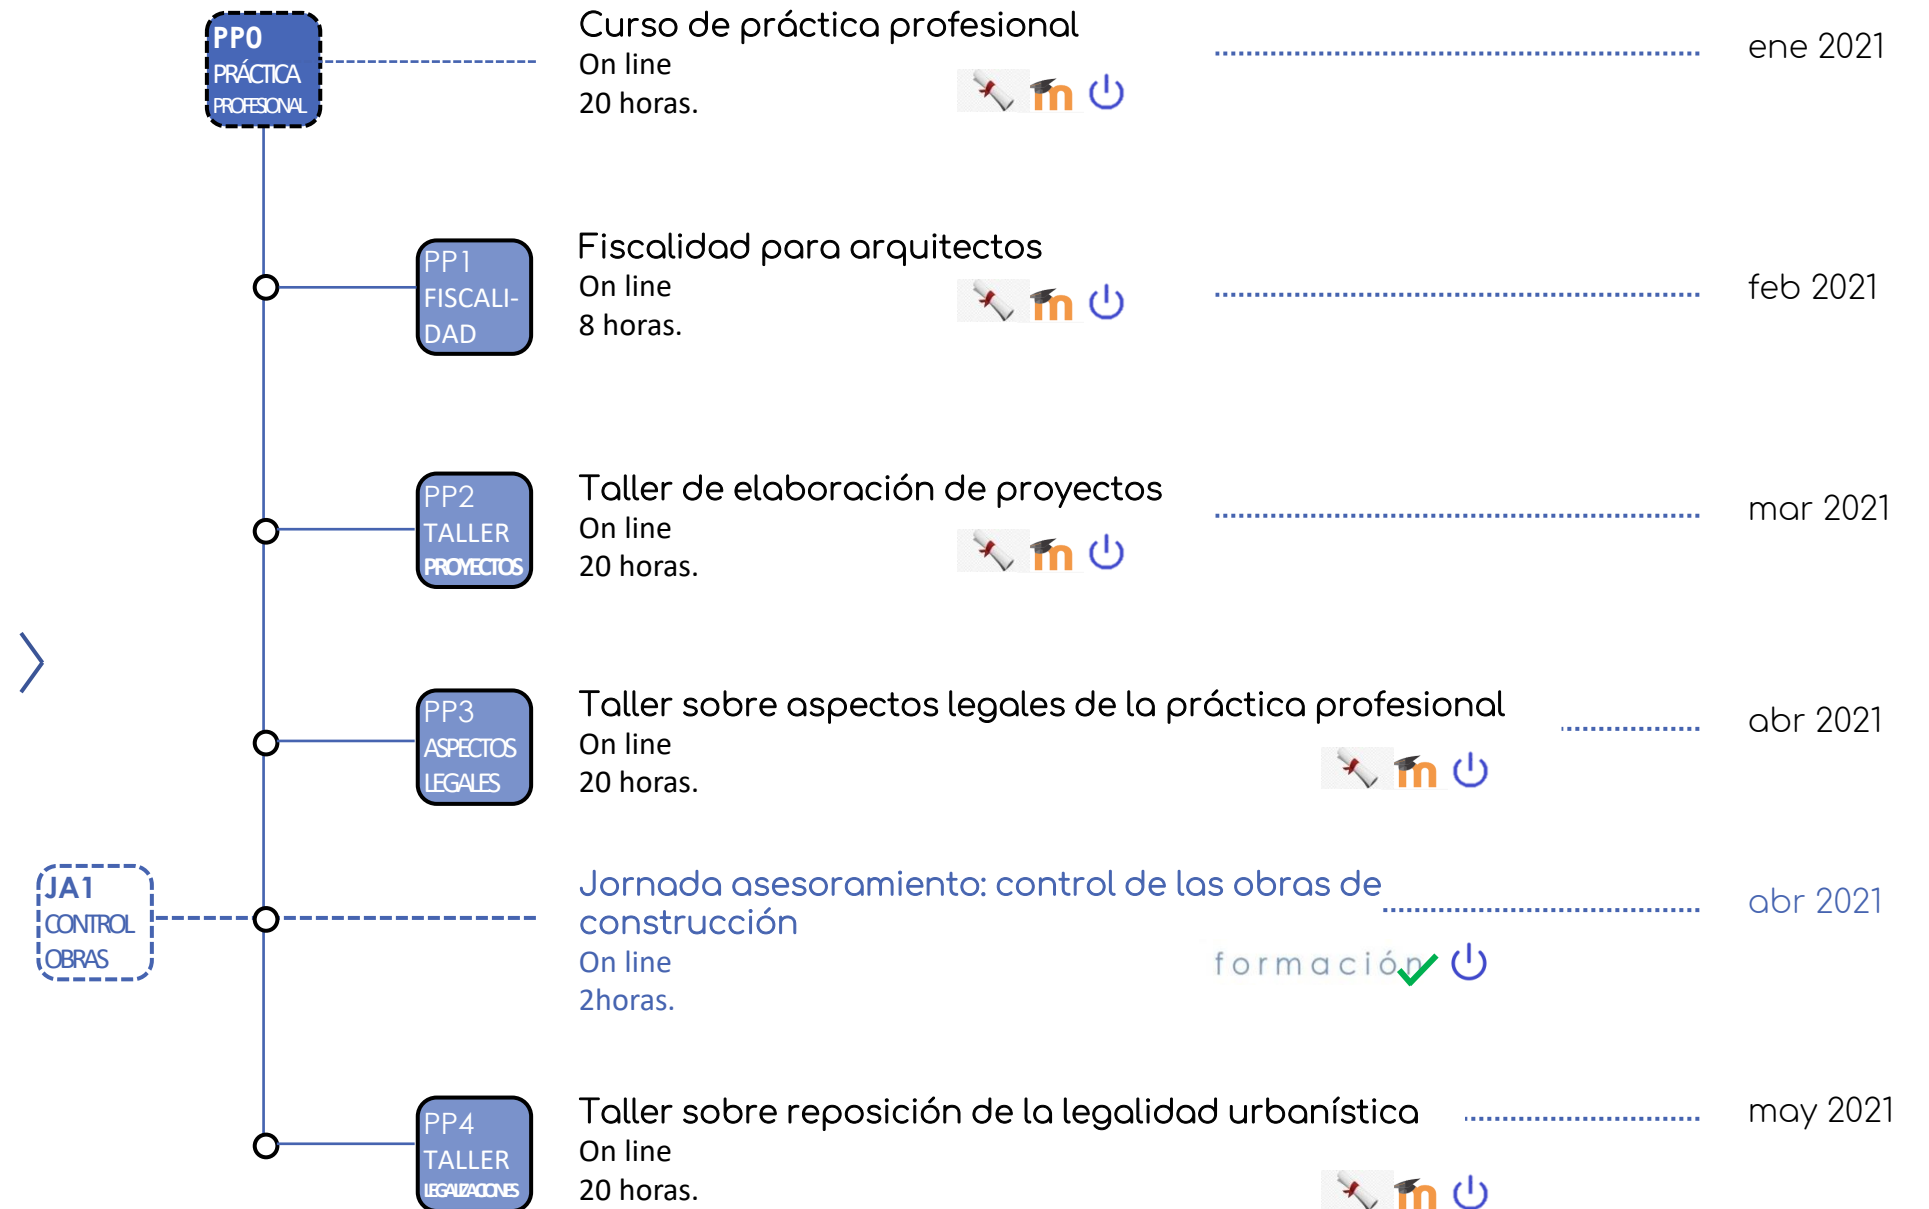 PP0
PRÁCTICA
PROFESIONAL
Curso de práctica profesional
On line
20 horas.
ene 2021
PP1
FISCALI-
DAD
Fiscalidad para arquitectos
On line
8 horas.
feb 2021
PP2
TALLER
PROYECTOS
Taller de elaboración de proyectos
On line
20 horas.
mar 2021
PP3
ASPECTOS
LEGALES
Taller sobre aspectos legales de la práctica profesional
On line
20 horas.
abr 2021
JA1
CONTROL
OBRAS
Jornada asesoramiento: control de las obras de
construcción
On line
2horas.
formación
abr 2021
PP4
TALLER
LEGALIZACIONES
Taller sobre reposición de la legalidad urbanística
On line
20 horas.
may 2021